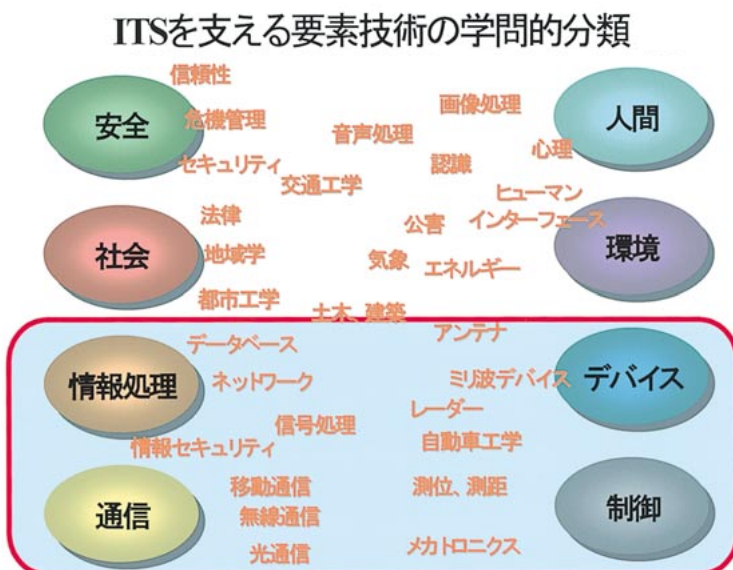 ITSを支える要素技術の学問的分類
信頼性
画像処理
安全
危機管理
音声処理
人間
心理
認識
セキュリティ
交通工学
ヒューマン
インターフェース
法律
公害
社会
地域学
気象
エネルギー
環境
都市工学
土木、建築
アンテナ
データベース
情報処理
ネットワーク
ミリ波デバイス
デバイス
レーダー
信号処理
自動車工学
情報セキュリティ
移動通信
測位、測距
通信
無線通信
制御
光通信
メカトロニクス